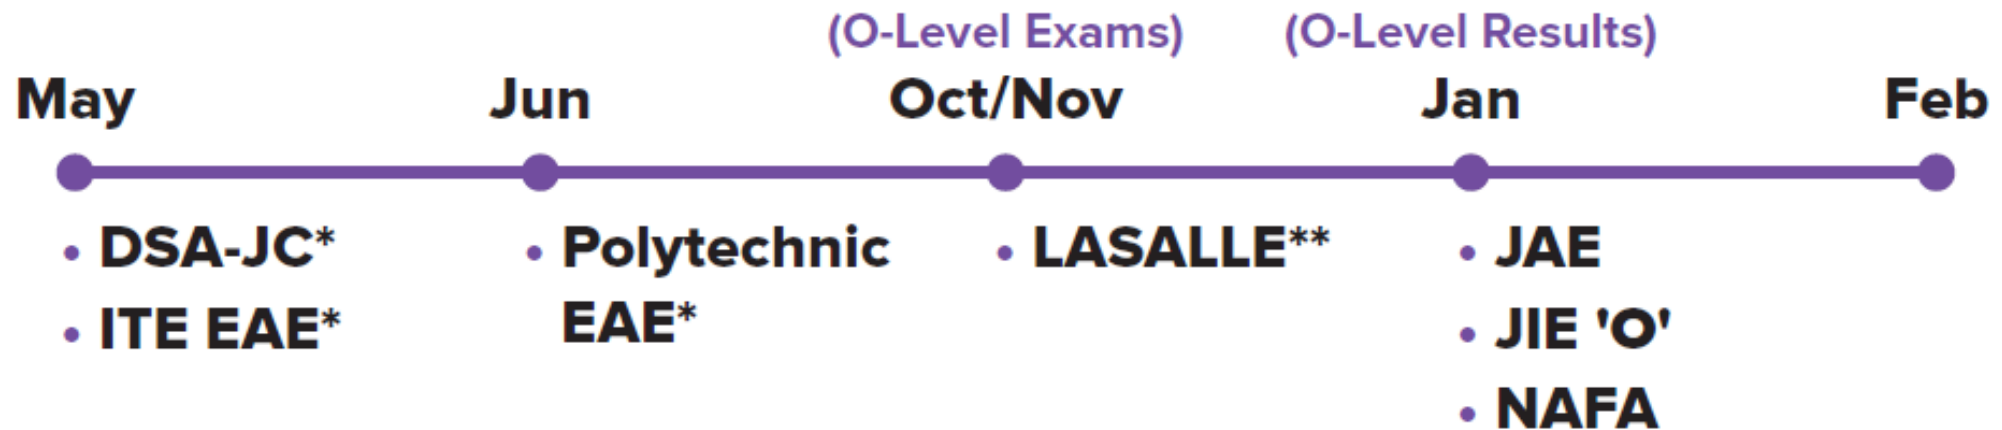 (O-Level Exams) (O-Level Results)
May Jun Oct/Nov Jan Feb
• DSA-JC*
• ITE EAE*
• Polytechnic
EAE*
• LASALLE**
• JAE
• JIE 'O'
• NAFA